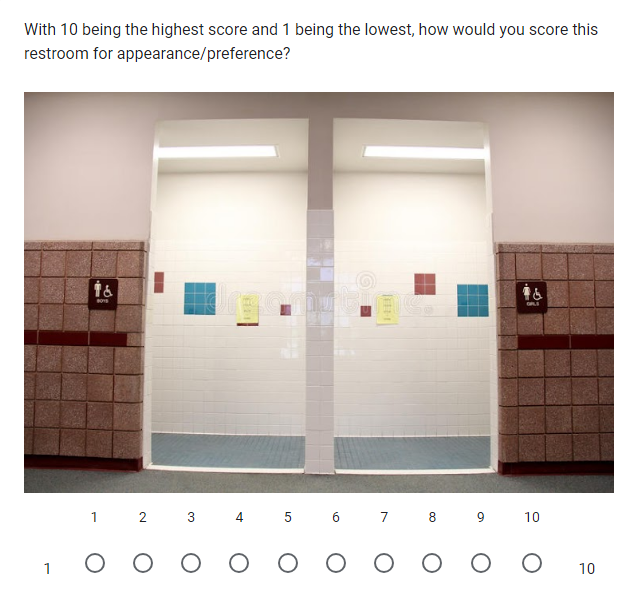 With 10 being the highest score and 1 being the lowest, how would you score this
restroom for appearance/preference?
BOYS
GIRLS
1 2 3 4 5 6 7 8 9 10
1 10